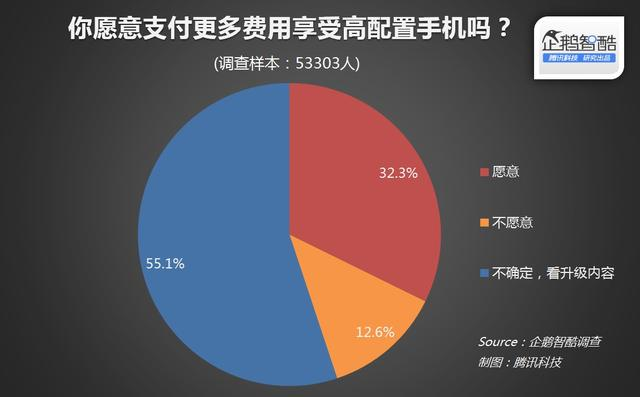 你愿意支付更多费用享受高配置手机吗？
(调查样本：53303人)
企鹅智酷
腾讯科技 研究出品
32.3%
愿意
不愿意
55.1%
不确定，看升级内容
12.6%
Source：企鹅智酷调查
制图：腾讯科技